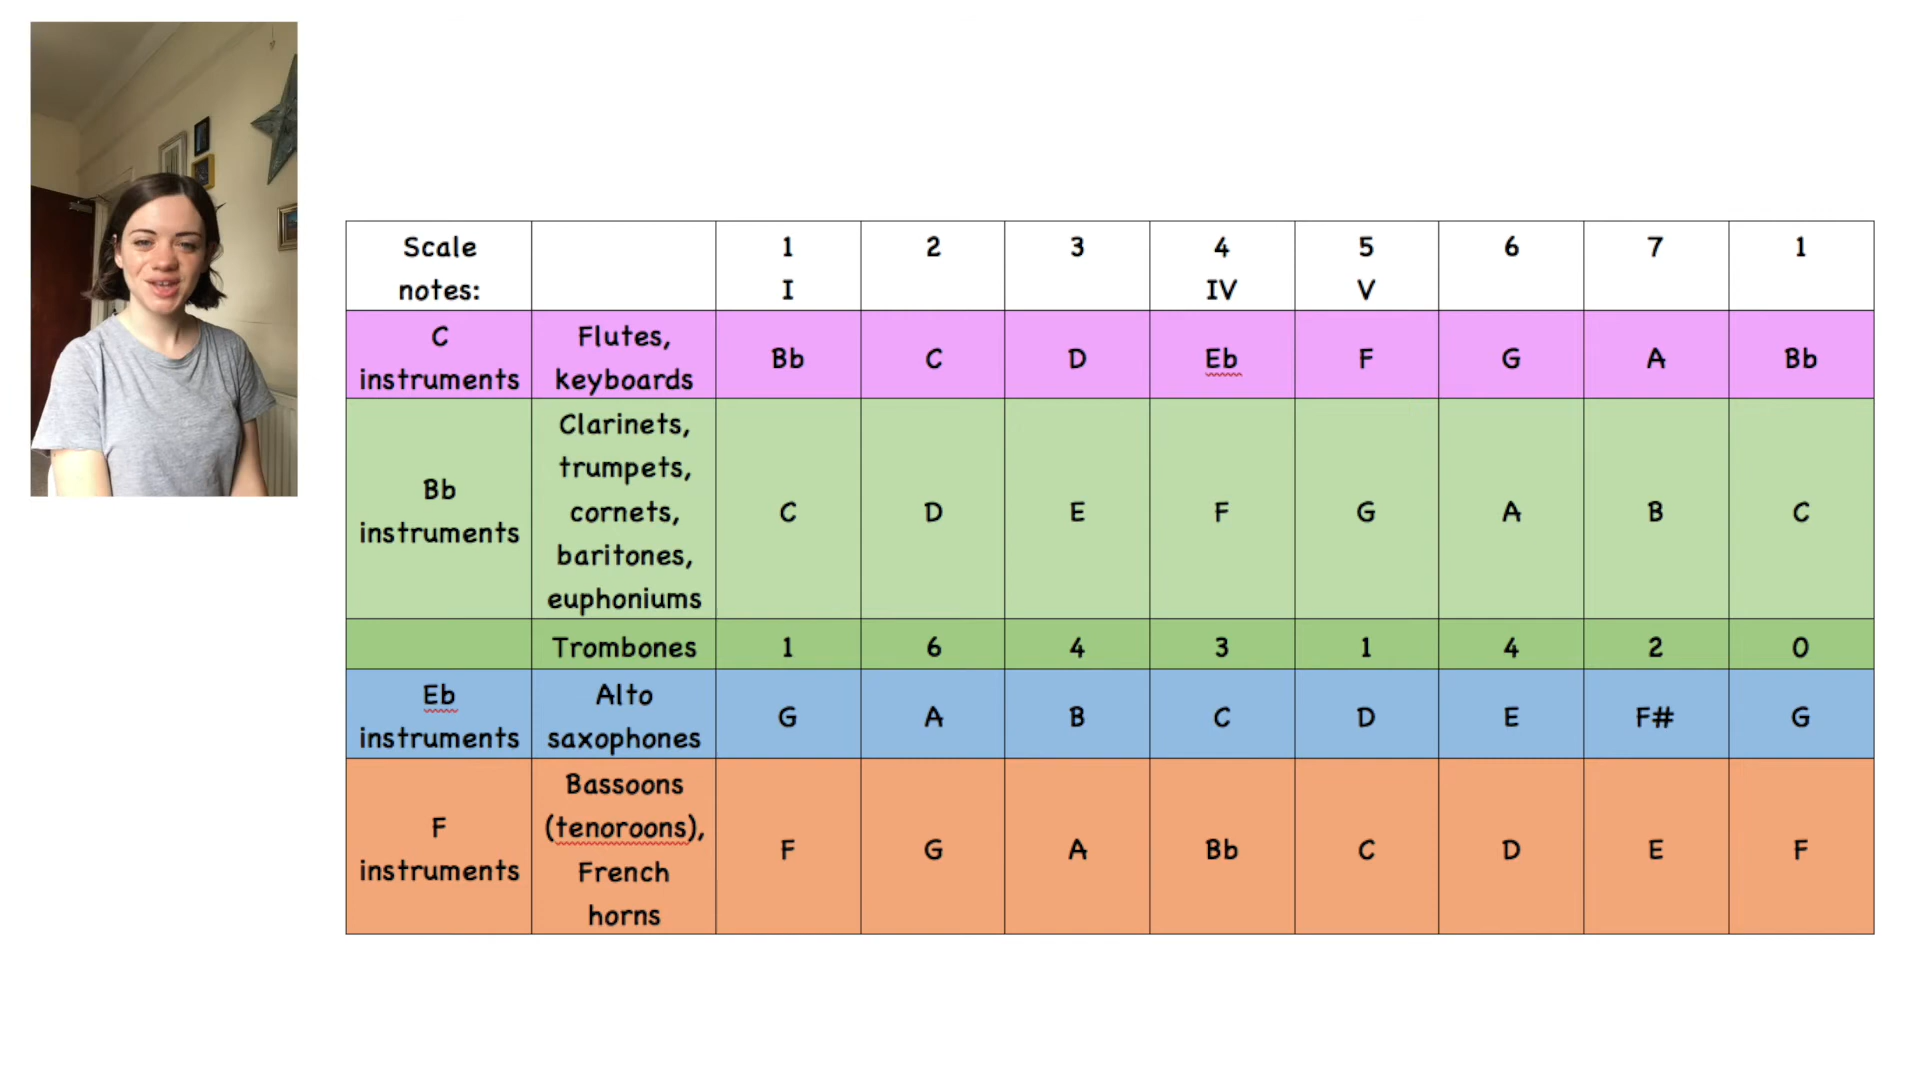 Scale notes: 1 I 2 3 4 IV 5 V 6 7 1
C instruments Flutes, keyboards Bb C D Eb F G A Bb
Bb instruments Clarinets, trumpets, cornets, baritones, euphoniums C D E F G A B C
Trombones 1 6 4 3 1 4 2 0
Eb instruments Alto saxophones G A B C D E F# G
F instruments Bassoons (tenoroons), French horns F G A Bb C D E F